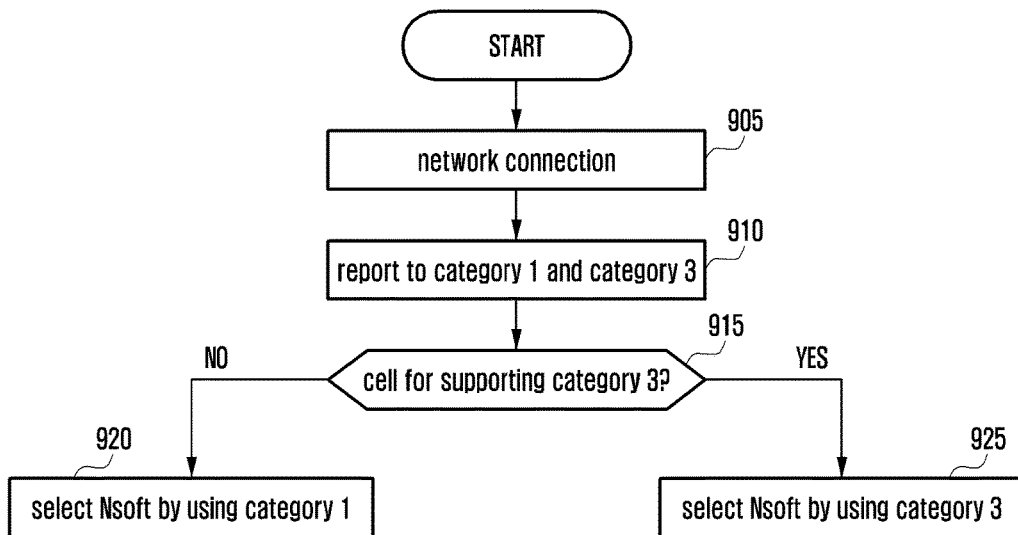 START
905
network connection
910
report to category 1 and category 3
915
NO
cell for supporting category 3?
YES
920
select Nsoft by using category 1
925
select Nsoft by using category 3